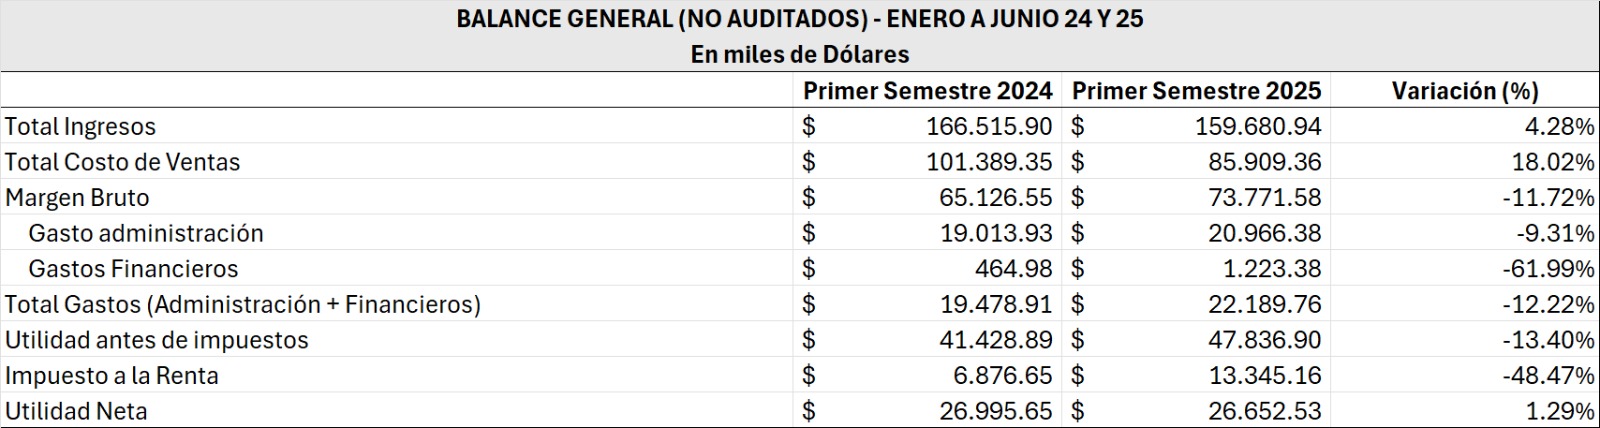 BALANCE GENERAL (NO AUDITADOS) - ENERO A JUNIO 24 Y 25
En miles de Dólares
Primer Semestre 2024 Primer Semestre 2025 Variación (%)
Total Ingresos $ 166.515.90 $ 159.680.94 4.28%
Total Costo de Ventas $ 101.389.35 $ 85.909.36 18.02%
Margen Bruto $ 65.126.55 $ 73.771.58 -11.72%
Gasto administración $ 19.013.93 $ 20.966.38 -9.31%
Gastos Financieros $ 464.98 $ 1.223.38 -61.99%
Total Gastos (Administración + Financieros) $ 19.478.91 $ 22.189.76 -12.22%
Utilidad antes de impuestos $ 41.428.89 $ 47.836.90 -13.40%
Impuesto a la Renta $ 6.876.65 $ 13.345.16 -48.47%
Utilidad Neta $ 26.995.65 $ 26.652.53 1.29%